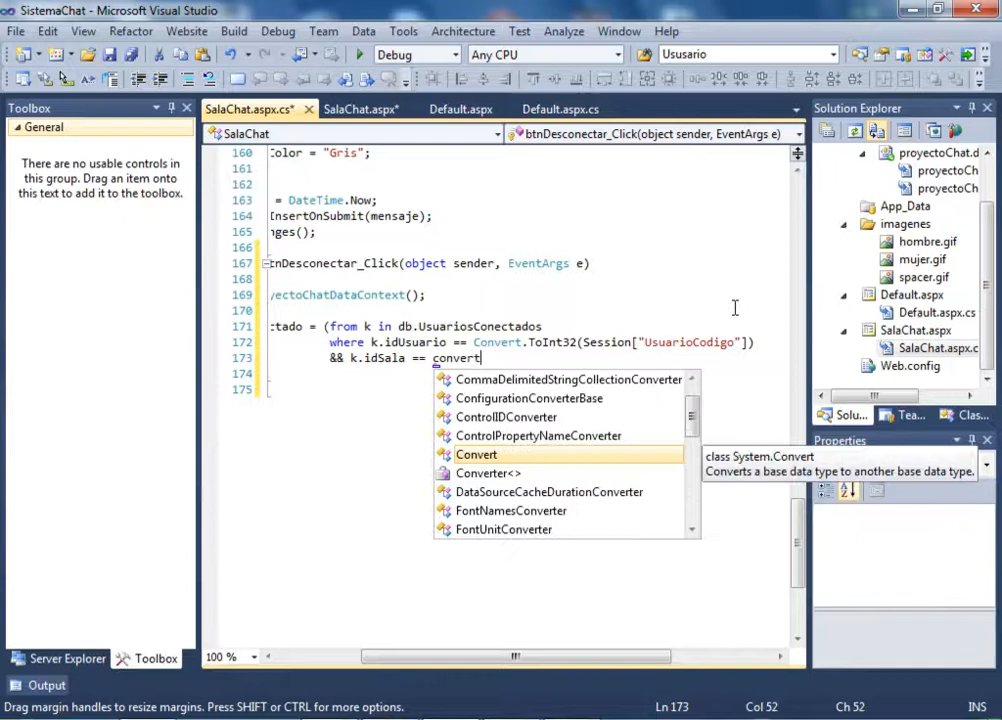 SistemaChat - Microsoft Visual Studio
File Edit View Refactor Website Build Debug Team Data Tools Architecture Test Analyze Window Help
Debug Any CPU Ususario
Toolbox
General
There are no usable controls in
this group. Drag an item onto
this text to add it to the toolbox.
Server Explorer Toolbox
SalaChat.aspx.cs* SalaChat.aspx* Default.aspx Default.aspx.cs
SalaChat btnDesconectar_Click(object sender, EventArgs e)
160 Color = "Gris";
161
162
163 = DateTime.Now;
164 InsertOnSubmit(mensaje);
165 nges();
166
167 tnDesconectar_Click(object sender, EventArgs e)
168
169 yectoChatDataContext();
170
171 ctado = (from k in db.UsuariosConectados
172 where k.idUsuario == Convert.ToInt32(Session["UsuarioCodigo"])
173 && k.idSala == convert
174
175
CommaDelimitedStringCollectionConverter
ConfigurationConverterBase
ControlIDConverter
ControlPropertyNameConverter
Convert
Converter<>
DataSourceCacheDurationConverter
FontNamesConverter
FontUnitConverter
class System.Convert
Converts a base data type to another base data type.
100 %
Solution Explorer
proyectoChat.d
proyectoCh
proyectoCh
App_Data
imagenes
hombre.gif
mujer.gif
spacer.gif
Default.aspx
Default.aspx.cs
SalaChat.aspx
SalaChat.aspx.c
Web.config
Solu... Tea... Clas...
Properties
Output
Drag margin handles to resize margins. Press SHIFT or CTRL for more options. Ln 173 Col 52 Ch 52 INS